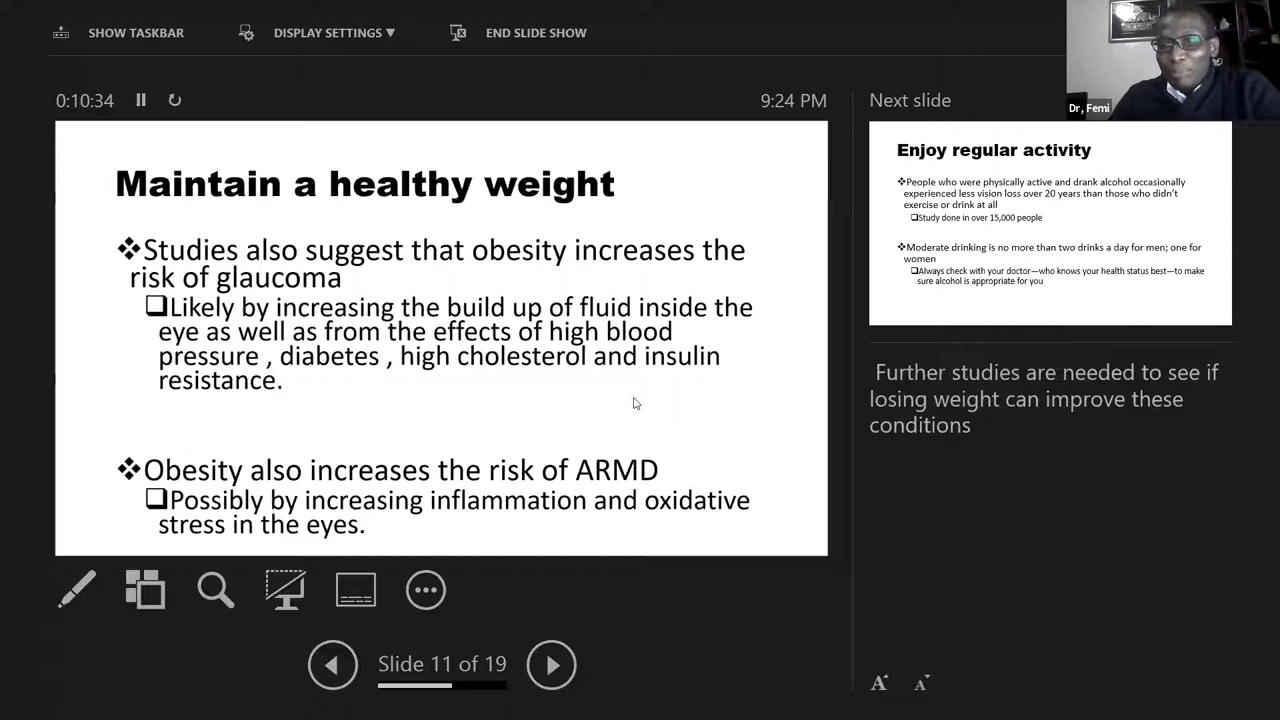 SHOW TASKBAR
DISPLAY SETTINGS ▼
END SLIDE SHOW
Dr, Femi
0:10:34
9:24 PM
Next slide
Maintain a healthy weight
❖Studies also suggest that obesity increases the
risk of glaucoma
❑Likely by increasing the build up of fluid inside the
eye as well as from the effects of high blood
pressure , diabetes , high cholesterol and insulin
resistance.
❖Obesity also increases the risk of ARMD
❑Possibly by increasing inflammation and oxidative
stress in the eyes.
Enjoy regular activity
❖People who were physically active and drank alcohol occasionally
experienced less vision loss over 20 years than those who didn't
exercise or drink at all
❑Study done in over 15,000 people
❖Moderate drinking is no more than two drinks a day for men; one for
women
❑Always check with your doctor—who knows your health status best—to make
sure alcohol is appropriate for you
Further studies are needed to see if
losing weight can improve these
conditions
Slide 11 of 19
A A